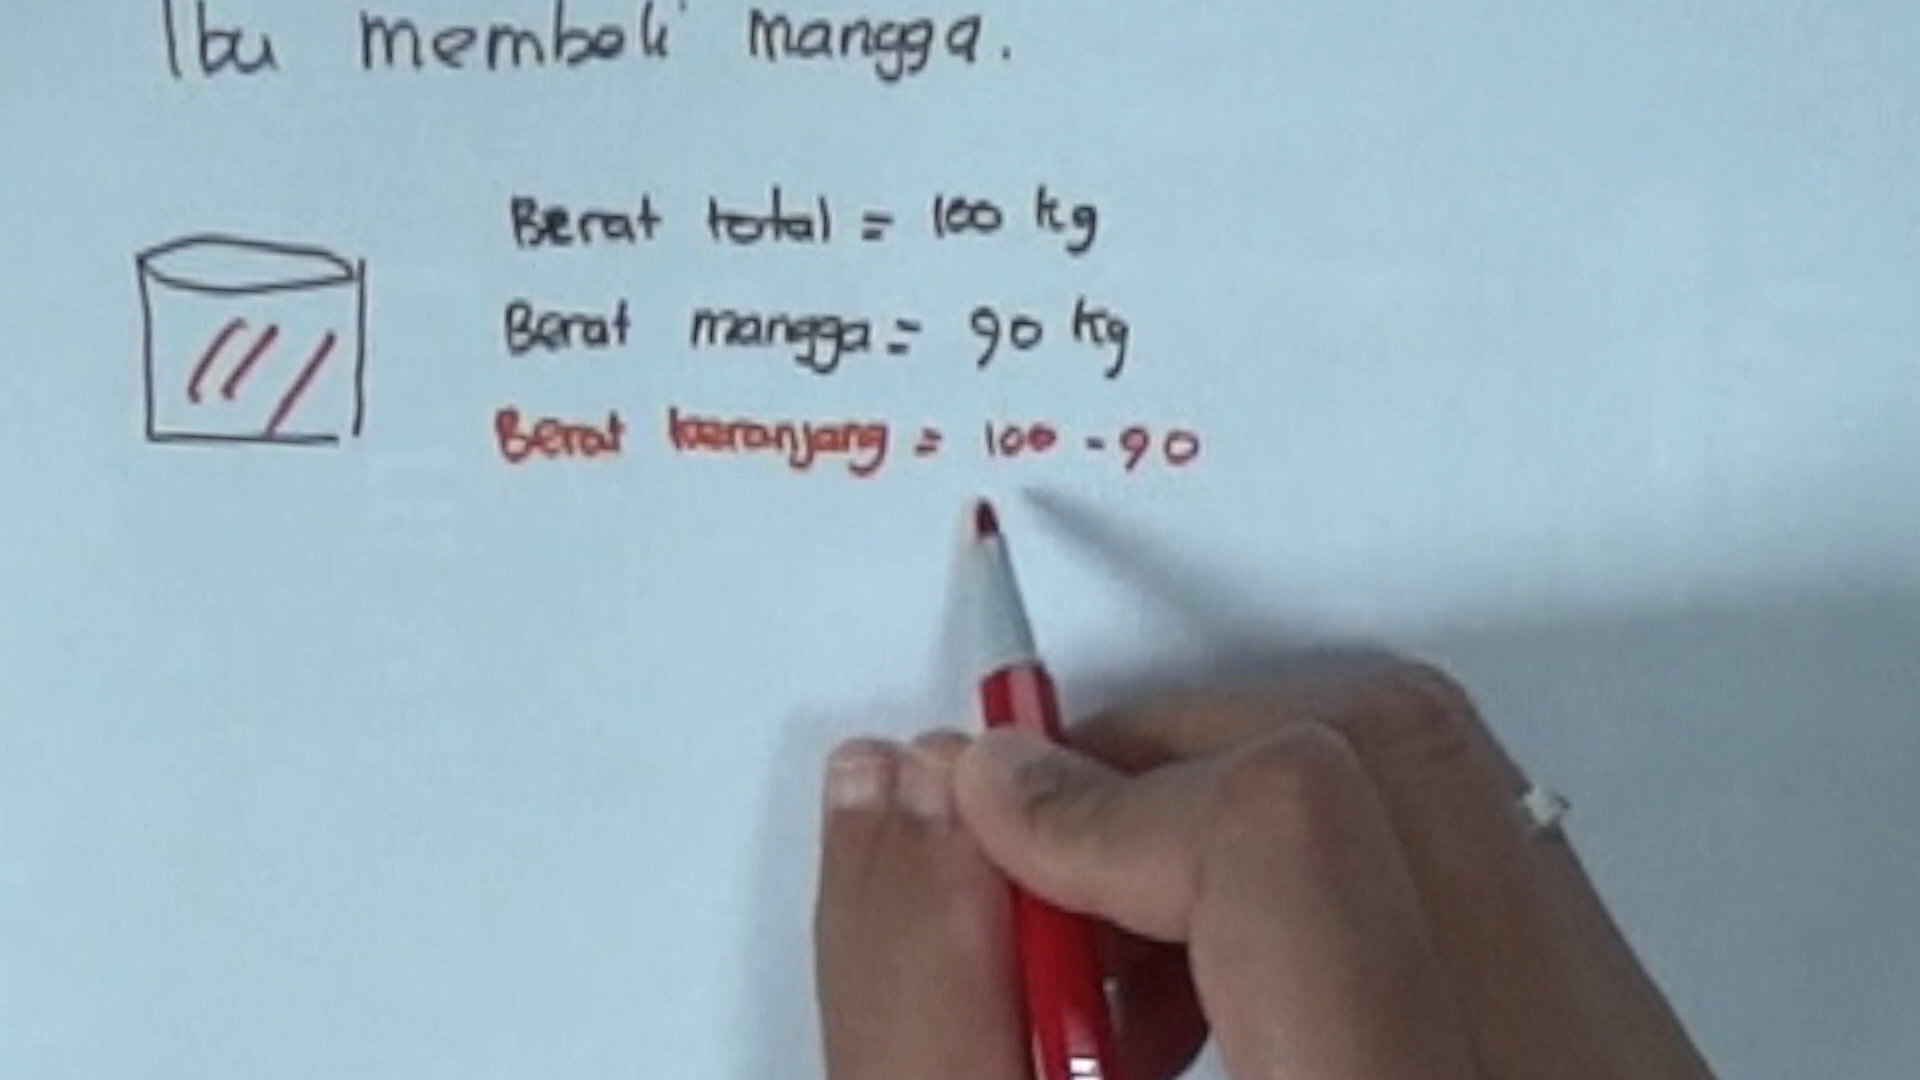 Ibu membeli mangga.
Berat total = 100 kg
Berat mangga = 90 kg
Berat keranjang = 100 - 90